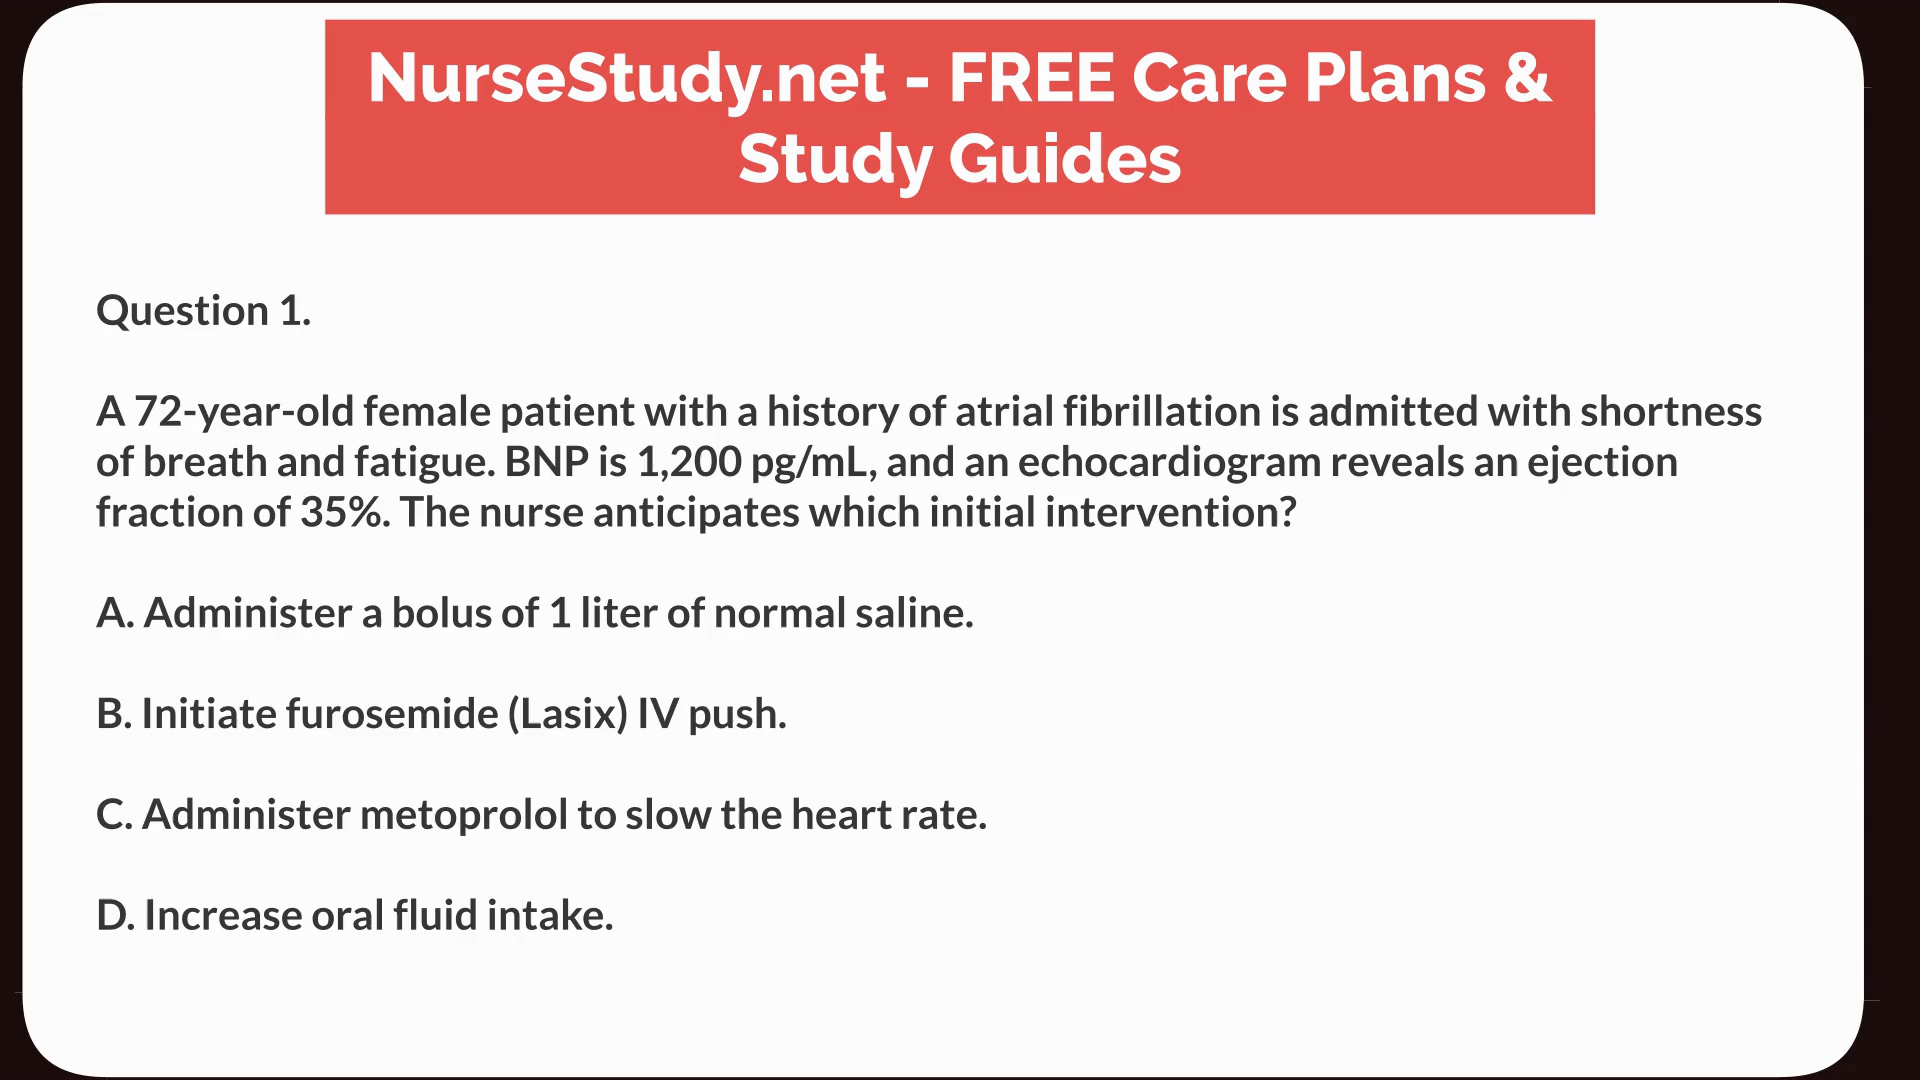 NurseStudy.net - FREE Care Plans &
Study Guides
Question 1.
A 72-year-old female patient with a history of atrial fibrillation is admitted with shortness
of breath and fatigue. BNP is 1,200 pg/mL, and an echocardiogram reveals an ejection
fraction of 35%. The nurse anticipates which initial intervention?
A. Administer a bolus of 1 liter of normal saline.
B. Initiate furosemide (Lasix) IV push.
C. Administer metoprolol to slow the heart rate.
D. Increase oral fluid intake.